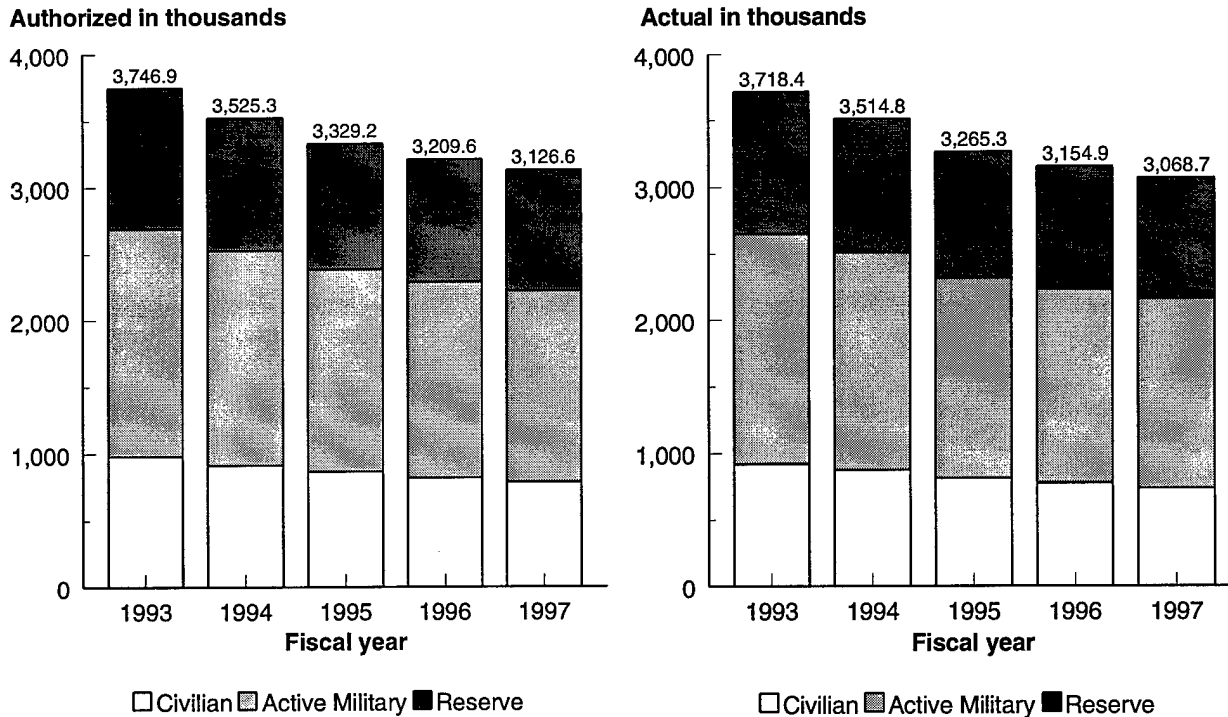 Authorized in thousands
4,000
3,000
2,000
1,000
0
3,746.9
3,525.3
3,329.2
3,209.6
3,126.6
1993 1994 1995 1996 1997
Fiscal year
Civilian Active Military Reserve
Actual in thousands
4,000
3,000
2,000
1,000
0
3,718.4
3,514.8
3,265.3
3,154.9
3,068.7
1993 1994 1995 1996 1997
Fiscal year
Civilian Active Military Reserve